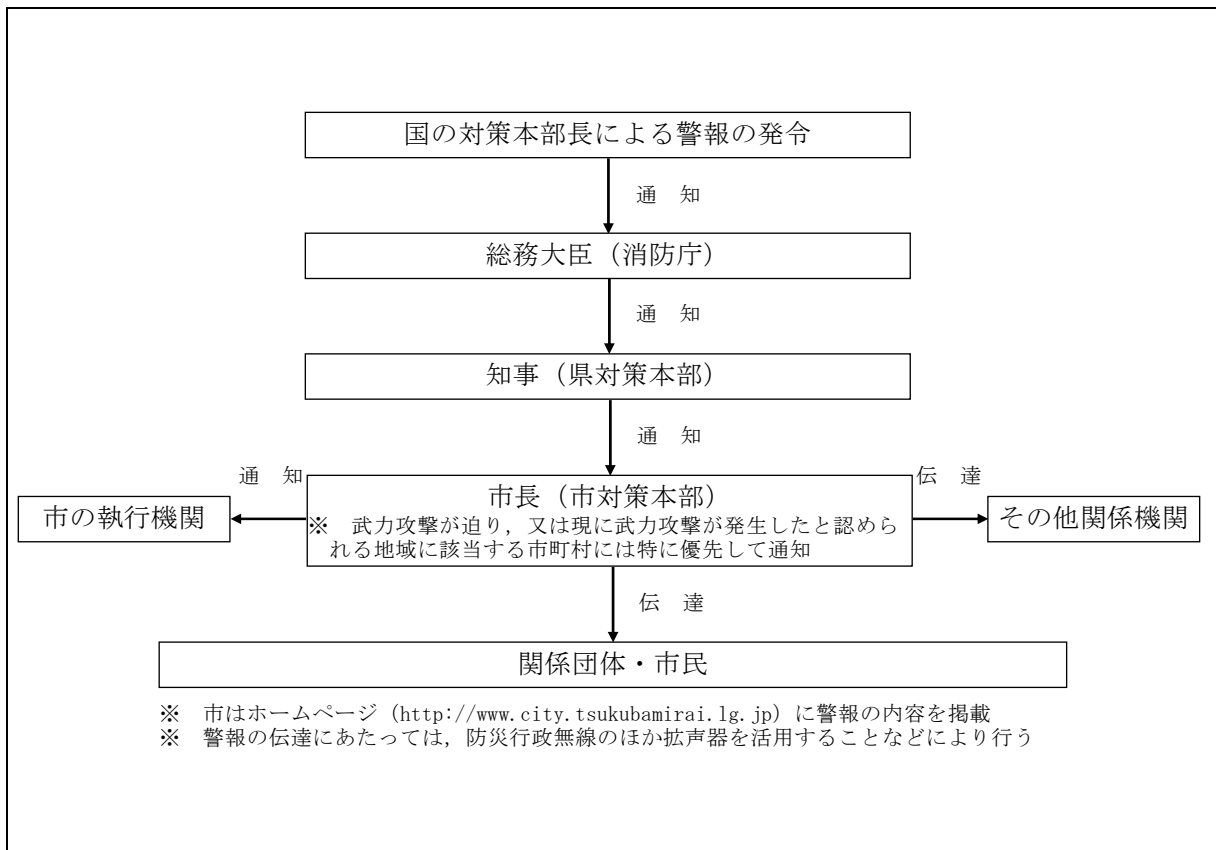 国の対策本部長による警報の発令
通 知
総務大臣（消防庁）
通 知
知事（県対策本部）
通 知
通 知
市長（市対策本部）
伝 達
市の執行機関
※ 武力攻撃が迫り，又は現に武力攻撃が発生したと認めら
れる地域に該当する市町村には特に優先して通知
その他関係機関
伝 達
関係団体・市民
※ 市はホームページ（http://www.city.tsukubamirai.lg.jp）に警報の内容を掲載
※ 警報の伝達にあたっては，防災行政無線のほか拡声器を活用することなどにより行う